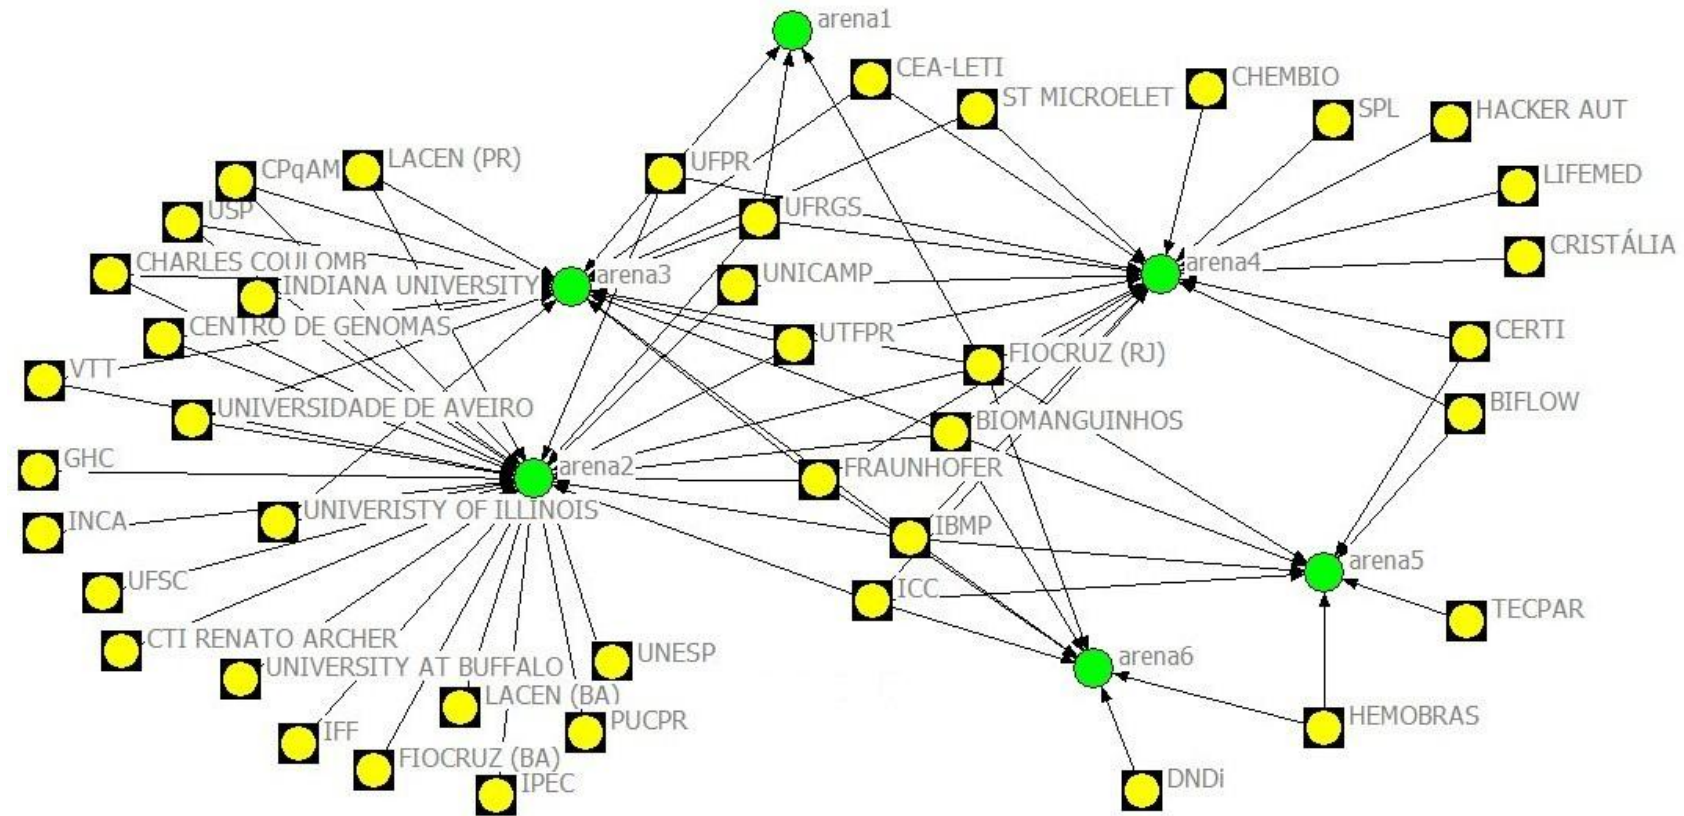 arena1
CEA-LETI
CHEMBIO
ST MICROELET
SPL
HACKER AUT
LACEN (PR)
UFPR
CPqAM
LIFEMED
USP
UFRGS
CRISTÁLIA
CHARLES COULOMB
arena4
INDIANA UNIVERSITY
arena3
UNICAMP
CENTRO DE GENOMAS
UTFPR
CERTI
FIOCRUZ (RJ)
VTT
BIFLOW
UNIVERSIDADE DE AVEIRO
BIOMANGUINHOS
GHC
arena2
FRAUNHOFER
UNIVERISTY OF ILLINOIS
INCA
IBMP
arena5
UFSC
ICC
TECPAR
CTI RENATO ARCHER
UNESP
arena6
UNIVERSITY AT BUFFALO
LACEN (BA)
PUCPR
HEMOBRAS
IFF
FIOCRUZ (BA)
IPEC
DNDi